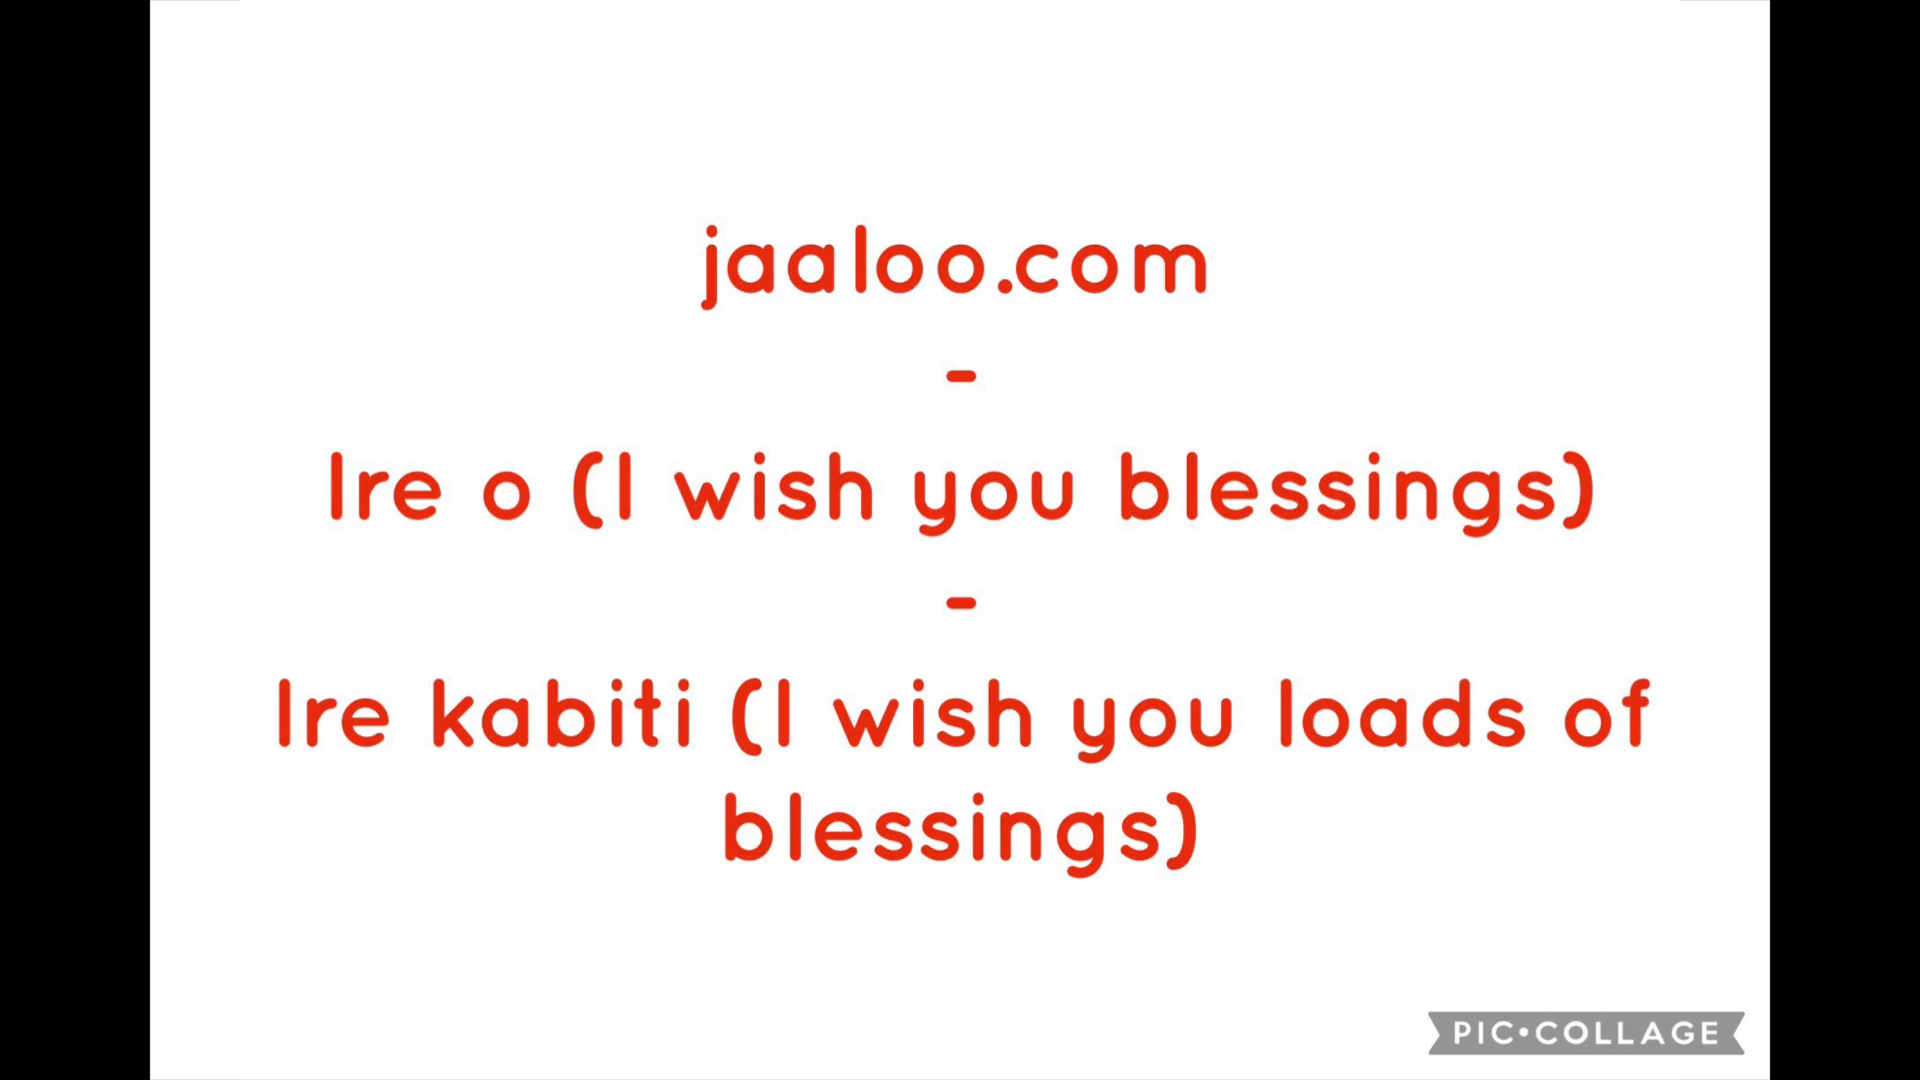 jaaloo.com
-
Ire o (I wish you blessings)
-
Ire kabiti (I wish you loads of
blessings)
PIC•COLLAGE